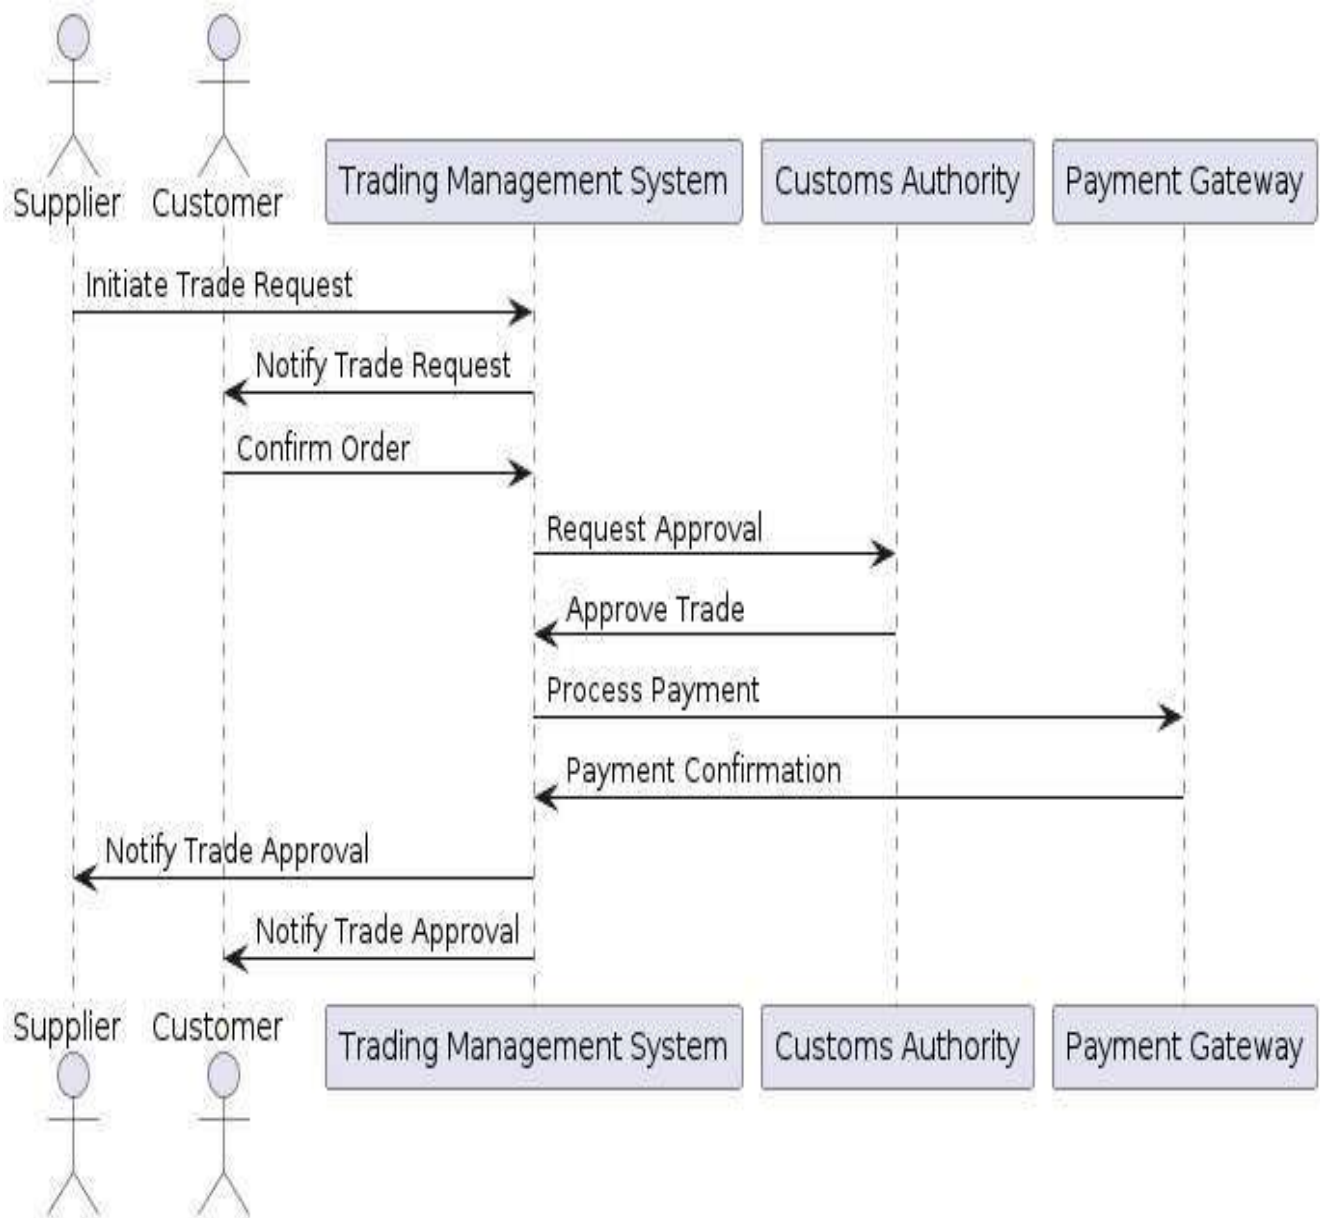 Supplier
Customer
Trading Management System
Customs Authority
Payment Gateway
Initiate Trade Request
Notify Trade Request
Confirm Order
Request Approval
Approve Trade
Process Payment
Payment Confirmation
Notify Trade Approval
Notify Trade Approval
Supplier
Customer
Trading Management System
Customs Authority
Payment Gateway